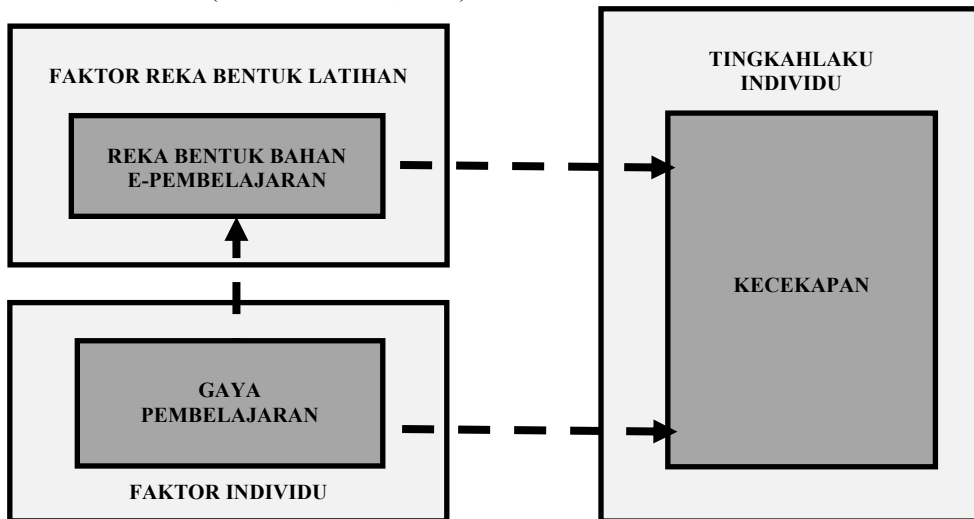 FAKTOR REKA BENTUK LATIHAN
REKA BENTUK BAHAN
E-PEMBELAJARAN
GAYA
PEMBELAJARAN
FAKTOR INDIVIDU
TINGKAHLAKU
INDIVIDU
KECEKAPAN